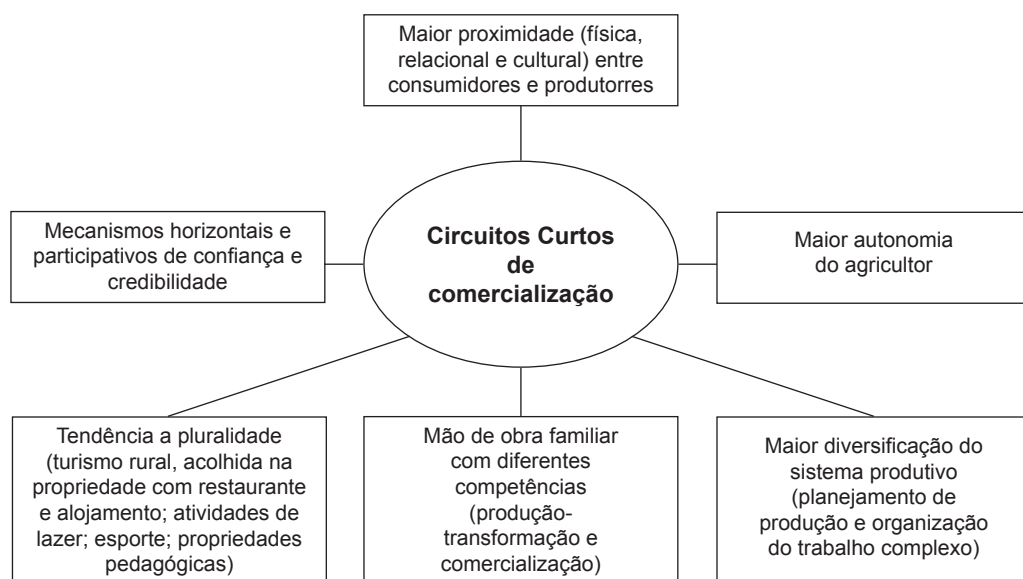 Maior proximidade (física,
relacional e cultural) entre
consumidores e produtorres
Mecanismos horizontais e
participativos de confiança e
credibilidade
Circuitos Curtos
de
comercialização
Maior autonomia
do agricultor
Tendência a pluralidade
(turismo rural, acolhida na
propriedade com restaurante
e alojamento; atividades de
lazer; esporte; propriedades
pedagógicas)
Mão de obra familiar
com diferentes
competências
(produção-
transformação e
comercialização)
Maior diversificação do
sistema produtivo
(planejamento de
produção e organização
do trabalho complexo)